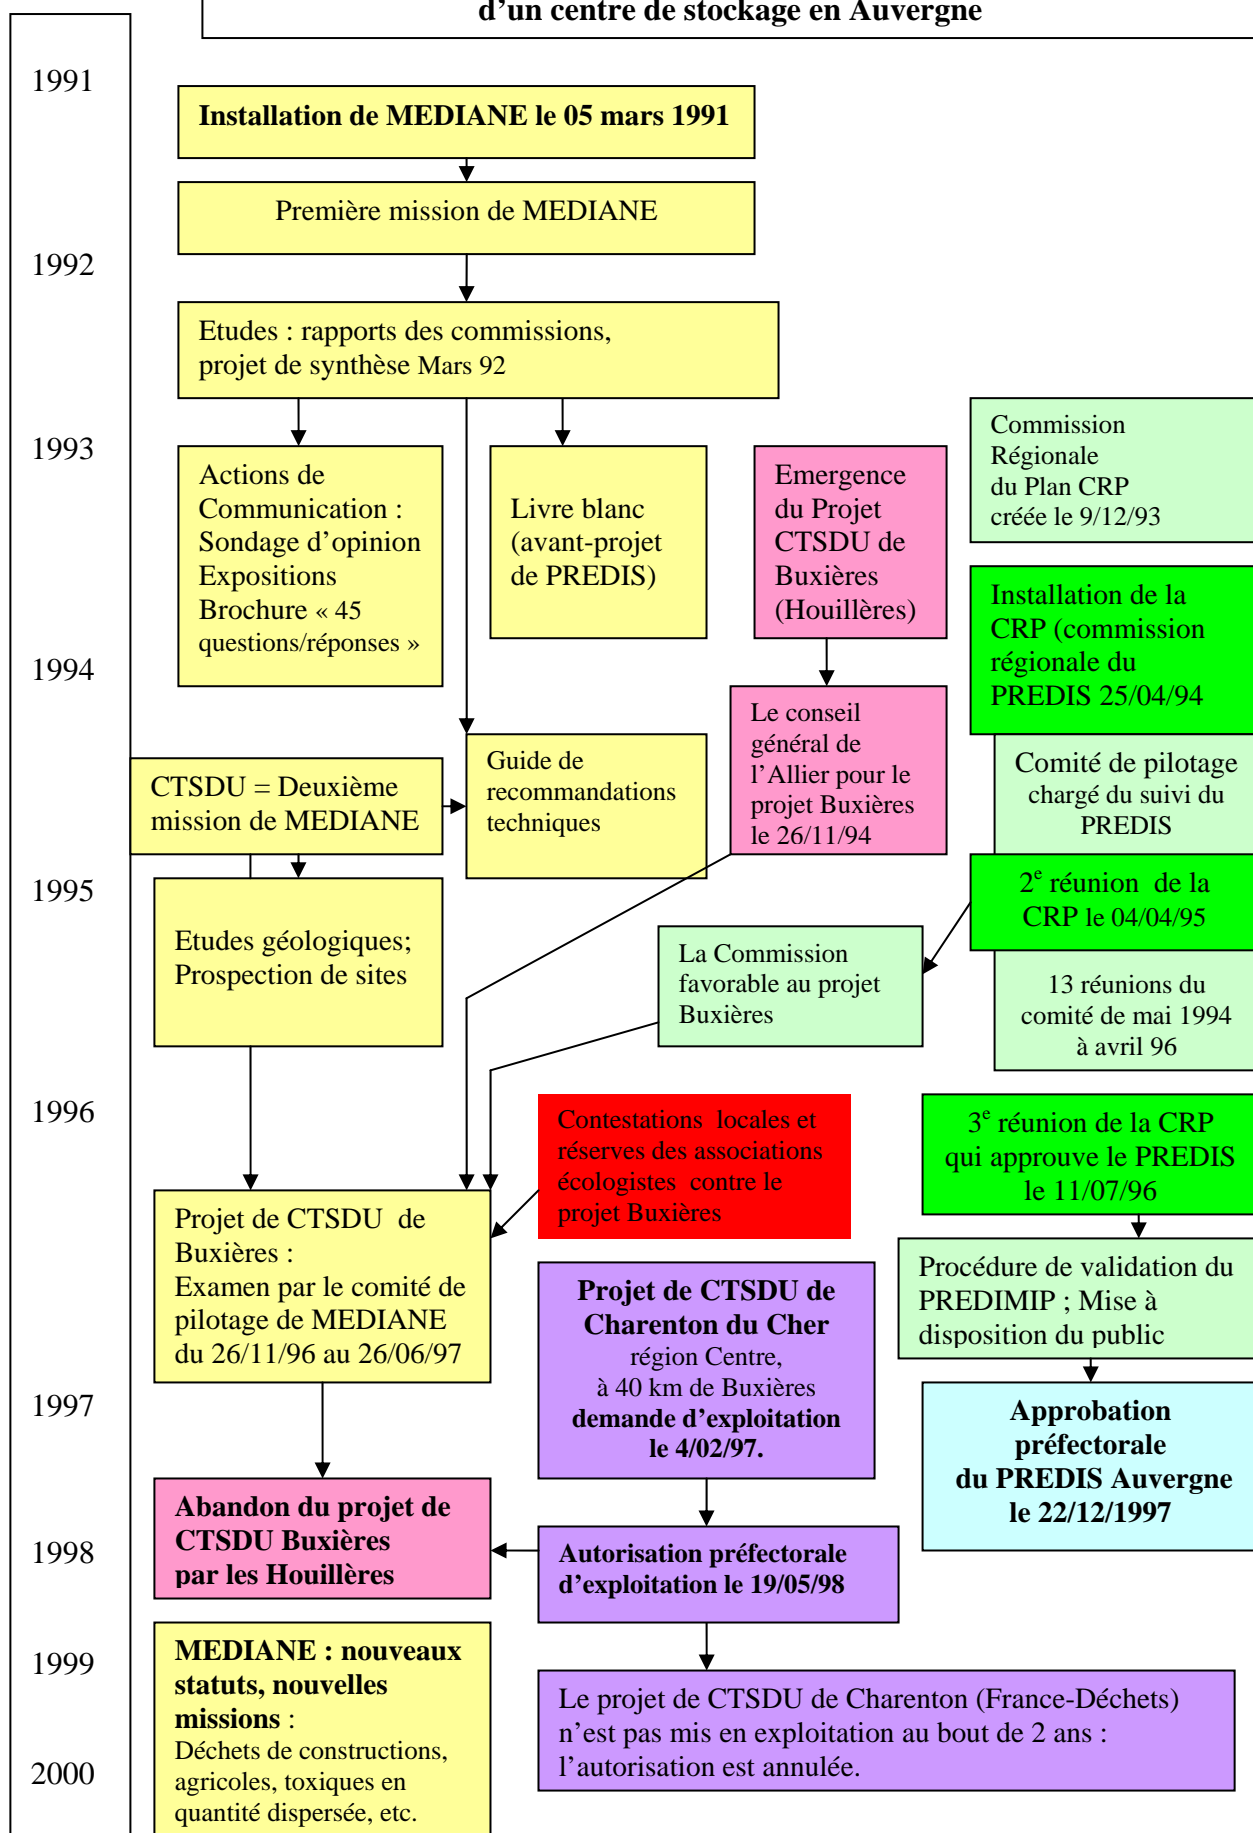 d’un centre de stockage en Auvergne
1991
Installation de MEDIANE le 05 mars 1991
Première mission de MEDIANE
1992
Etudes : rapports des commissions,
projet de synthèse Mars 92
1993
Actions de
Communication :
Sondage d’opinion
Expositions
Brochure « 45
questions/réponses »
Livre blanc
(avant-projet
de PREDIS)
Emergence
du Projet
CTSDU de
Buxières
(Houillères)
Commission
Régionale
du Plan CRP
créée le 9/12/93
Installation de la
CRP (commission
régionale du
PREDIS 25/04/94
1994
Le conseil
général de
l’Allier pour le
projet Buxières
le 26/11/94
Guide de
recommandations
techniques
CTSDU = Deuxième
mission de MEDIANE
Comité de pilotage
chargé du suivi du
PREDIS
1995
2e réunion de la
CRP le 04/04/95
Etudes géologiques;
Prospection de sites
La Commission
favorable au projet
Buxières
13 réunions du
comité de mai 1994
à avril 96
1996
Contestations locales et
réserves des associations
écologistes contre le
projet Buxières
3e réunion de la CRP
qui approuve le PREDIS
le 11/07/96
Projet de CTSDU de
Buxières :
Examen par le comité de
pilotage de MEDIANE
du 26/11/96 au 26/06/97
Projet de CTSDU de
Charenton du Cher
région Centre,
à 40 km de Buxières
demande d’exploitation
le 4/02/97.
Procédure de validation du
PREDIMIP ; Mise à
disposition du public
1997
Approbation
préfectorale
du PREDIS Auvergne
le 22/12/1997
Abandon du projet de
CTSDU Buxières
par les Houillères
1998
Autorisation préfectorale
d’exploitation le 19/05/98
1999
MEDIANE : nouveaux
statuts, nouvelles
missions :
Déchets de constructions,
agricoles, toxiques en
quantité dispersée, etc.
Le projet de CTSDU de Charenton (France-Déchets)
n’est pas mis en exploitation au bout de 2 ans :
l’autorisation est annulée.
2000